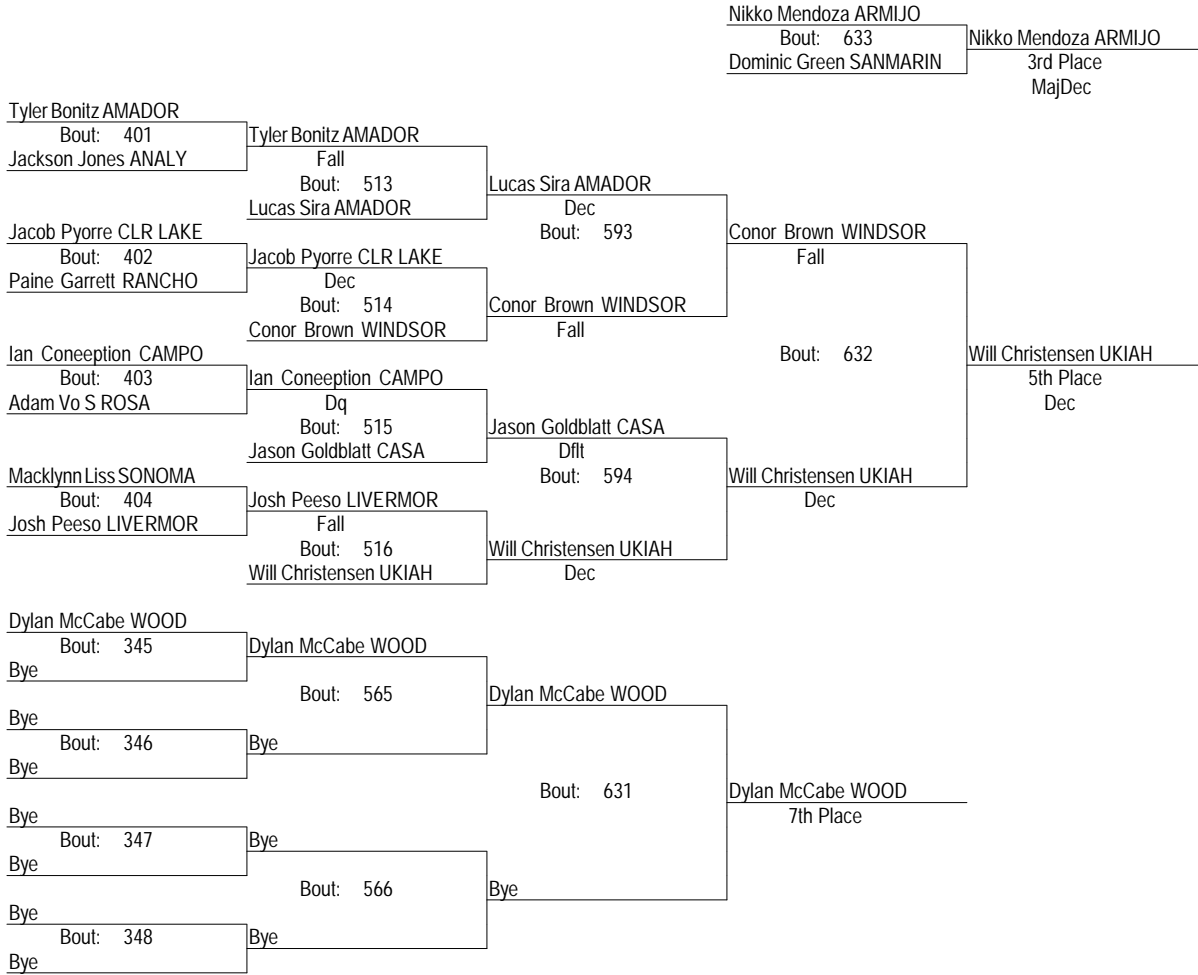 Nikko Mendoza ARMIJO
Bout: 633
Nikko Mendoza ARMIJO
Dominic Green SANMARIN
3rd Place
MajDec
Tyler Bonitz AMADOR
Bout: 401
Tyler Bonitz AMADOR
Jackson Jones ANALY
Fall
Bout: 513
Lucas Sira AMADOR
Lucas Sira AMADOR
Dec
Jacob Pyorre CLR LAKE
Bout: 593
Conor Brown WINDSOR
Bout: 402
Jacob Pyorre CLR LAKE
Fall
Paine Garrett RANCHO
Dec
Bout: 514
Conor Brown WINDSOR
Conor Brown WINDSOR
Fall
Ian Coneeption CAMPO
Bout: 632
Will Christensen UKIAH
Bout: 403
Ian Coneeption CAMPO
5th Place
Adam Vo S ROSA
Dq
Dec
Bout: 515
Jason Goldblatt CASA
Jason Goldblatt CASA
Dflt
Macklynn Liss SONOMA
Bout: 594
Will Christensen UKIAH
Bout: 404
Josh Peeso LIVERMOR
Dec
Josh Peeso LIVERMOR
Fall
Bout: 516
Will Christensen UKIAH
Will Christensen UKIAH
Dec
Dylan McCabe WOOD
Bout: 345
Dylan McCabe WOOD
Bye
Bout: 565
Dylan McCabe WOOD
Bye
Bout: 346
Bye
Bye
Bout: 631
Dylan McCabe WOOD
7th Place
Bye
Bout: 347
Bye
Bye
Bout: 566
Bye
Bye
Bout: 348
Bye
Bye